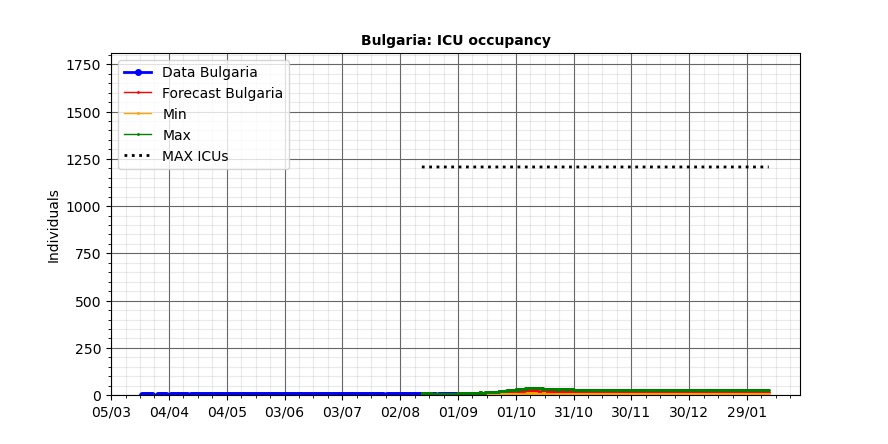 Bulgaria: ICU occupancy
Data Bulgaria
Forecast Bulgaria
Min
Max
MAX ICUs
Individuals
1750
1500
1250
1000
750
500
250
0
05/03 04/04 04/05 03/06 03/07 02/08 01/09 01/10 31/10 30/11 30/12 29/01